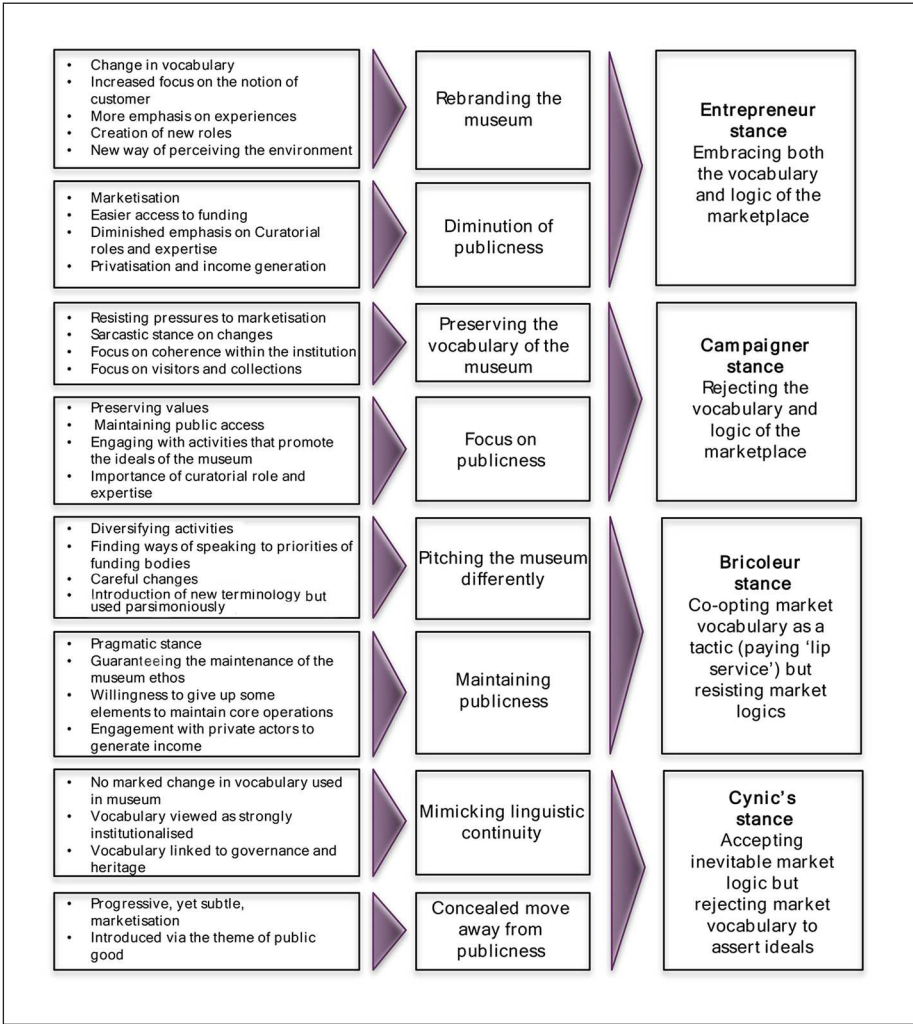 • Change in vocabulary
• Increased focus on the notion of
customer
• More emphasis on experiences
• Creation of new roles
• New way of perceiving the environment
Rebranding the
museum
• Marketisation
• Easier access to funding
• Diminished emphasis on Curatorial
roles and expertise
• Privatisation and income generation
Diminution of
publicness
Entrepreneur
stance
Embracing both
the vocabulary
and logic of the
marketplace
• Resisting pressures to marketisation
• Sarcastic stance on changes
• Focus on coherence within the institution
• Focus on visitors and collections
Preserving the
vocabulary of the
museum
• Preserving values
• Maintaining public access
• Engaging with activities that promote
the ideals of the museum
• Importance of curatorial role and
expertise
Focus on
publicness
Campaigner
stance
Rejecting the
vocabulary and
logic of the
marketplace
• Diversifying activities
• Finding ways of speaking to priorities of
funding bodies
• Careful changes
• Introduction of new terminology but
used parsimoniously
Pitching the museum
differently
• Pragmatic stance
• Guaranteeing the maintenance of the
museum ethos
• Willingness to give up some
elements to maintain core operations
• Engagement with private actors to
generate income
Maintaining
publicness
Bricoleur
stance
Co-opting market
vocabulary as a
tactic (paying ‘lip
service’) but
resisting market
logics
• No marked change in vocabulary used
in museum
• Vocabulary viewed as strongly
institutionalised
• Vocabulary linked to governance and
heritage
Mimicking linguistic
continuity
• Progressive, yet subtle,
marketisation
• Introduced via the theme of public
good
Concealed move
away from
publicness
Cynic’s
stance
Accepting
inevitable market
logic but
rejecting market
vocabulary to
assert ideals